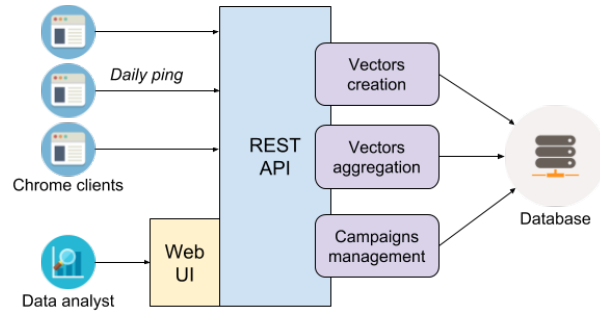 Daily ping
Chrome clients
Data analyst
Web
UI
REST
API
Vectors
creation
Vectors
aggregation
Campaigns
management
Database